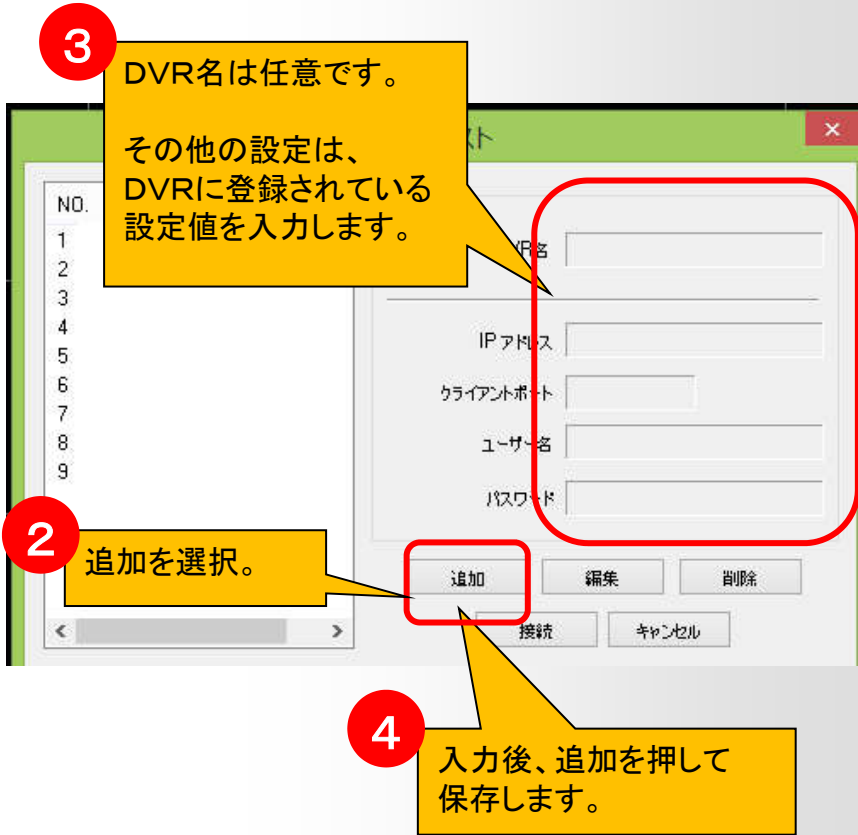 3
DVR名は任意です。
その他の設定は、
DVRに登録されている
設定値を入力します。
スト
×
NO.
1
2
3
4
5
6
7
8
9
R名
IPアドレス
クライアントポート
ユーザー名
パスワード
2
追加を選択。
追加
編集
削除
<
>
接続
キャンセル
4
入力後、追加を押して
保存します。